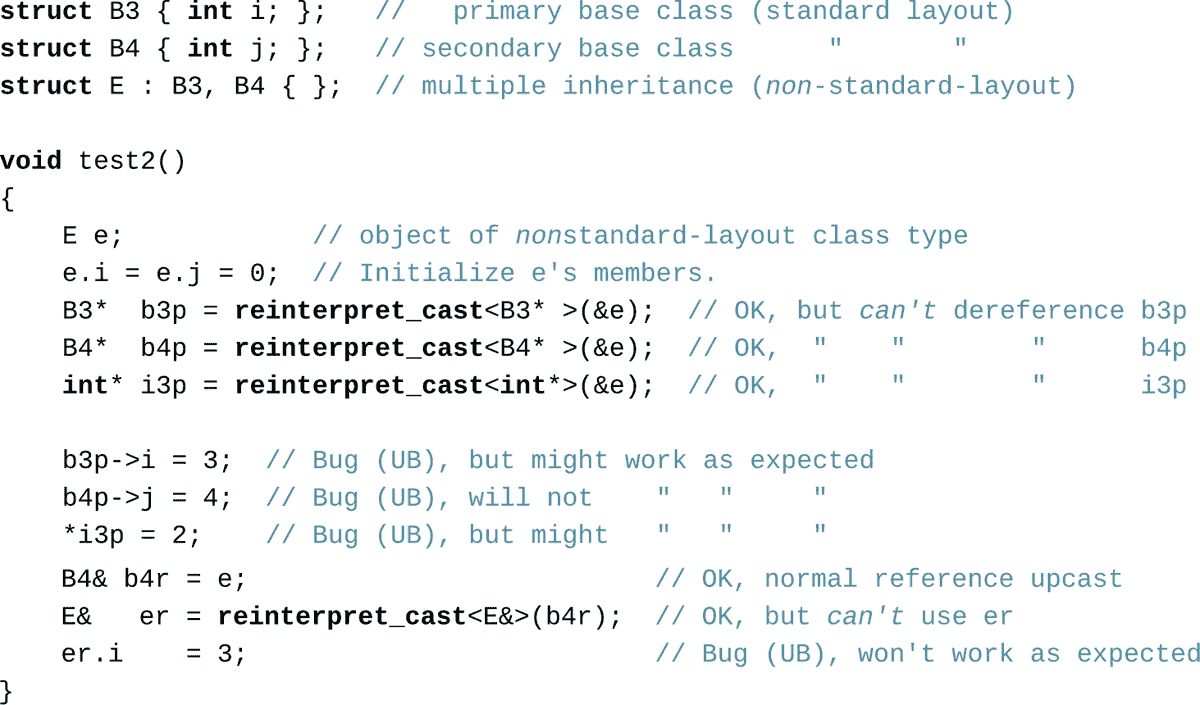 struct B3 { int i; };   //   primary base class (standard layout)
struct B4 { int j; };   // secondary base class      "       "
struct E : B3, B4 { };  // multiple inheritance (non-standard-layout)

void test2()
{
    E e;            // object of nonstandard-layout class type
    e.i = e.j = 0;  // Initialize e's members.
    B3*  b3p = reinterpret_cast<B3* >(&e);  // OK, but can't dereference b3p
    B4*  b4p = reinterpret_cast<B4* >(&e);  // OK,  "    "        "      b4p
    int* i3p = reinterpret_cast<int*>(&e);  // OK,  "    "        "      i3p

    b3p->i = 3;  // Bug (UB), but might work as expected
    b4p->j = 4;  // Bug (UB), will not    "   "     "
    *i3p = 2;    // Bug (UB), but might   "   "     "
    B4& b4r = e;                          // OK, normal reference upcast
    E&   er = reinterpret_cast<E&>(b4r);  // OK, but can't use er
    er.i    = 3;                          // Bug (UB), won't work as expected
}